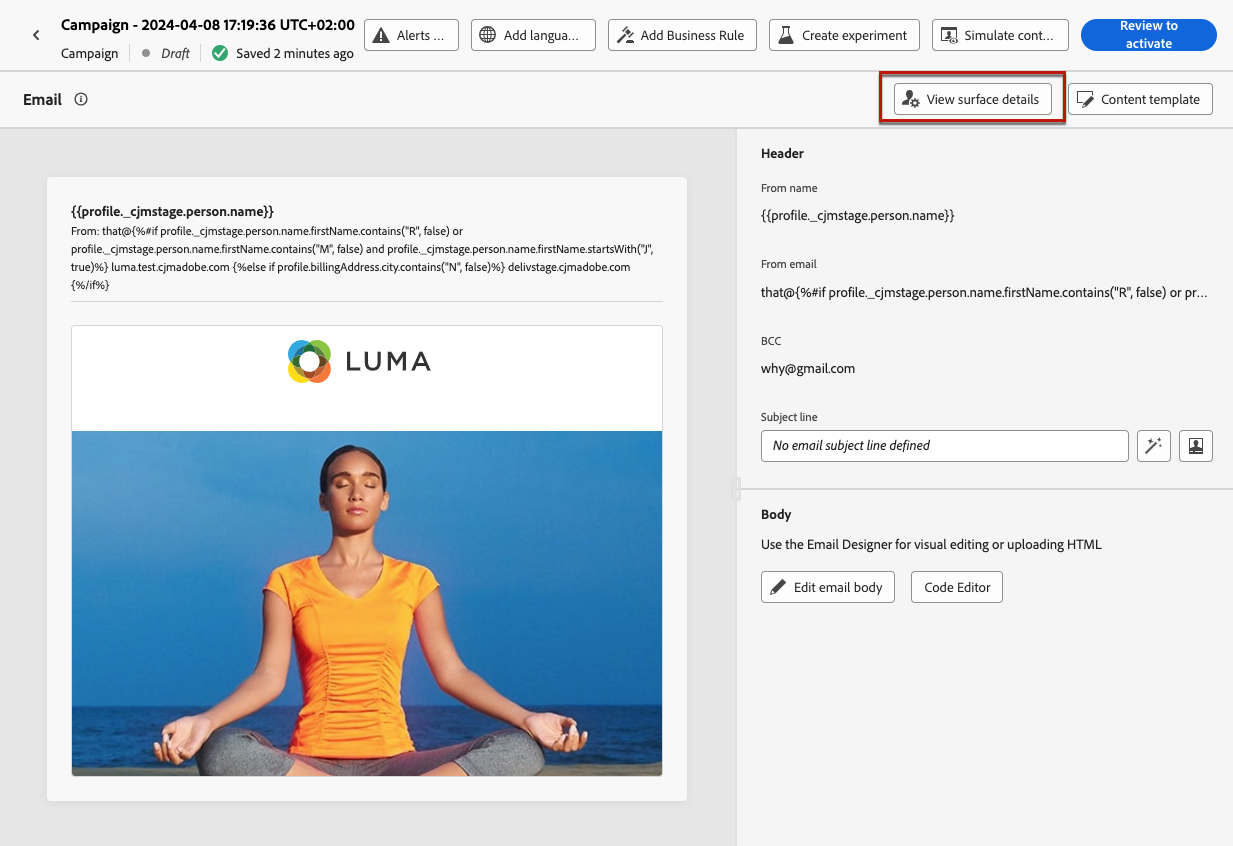 Campaign - 2024-04-08 17:19:36 UTC+02:00
Campaign
Draft
Saved 2 minutes ago
Alerts ...
Add langua...
Add Business Rule
Create experiment
Simulate cont...
Review to
activate
Email
View surface details
Content template
{{profile._cjmstage.person.name}}
From: that@{%#if profile._cjmstage.person.name.firstName.contains("R", false) or
profile._cjmstage.person.name.firstName.contains("M", false) and profile._cjmstage.person.name.firstName.startsWith("J",
true)%} luma.test.cjmadobe.com {%else if profile.billingAddress.city.contains("N", false)%} delivstage.cjmadobe.com
{%/if%}
LUMA
Header
From name
{{profile._cjmstage.person.name}}
From email
that@{%#if profile._cjmstage.person.name.firstName.contains("R", false) or pr...
BCC
why@gmail.com
Subject line
No email subject line defined
Body
Use the Email Designer for visual editing or uploading HTML
Edit email body
Code Editor